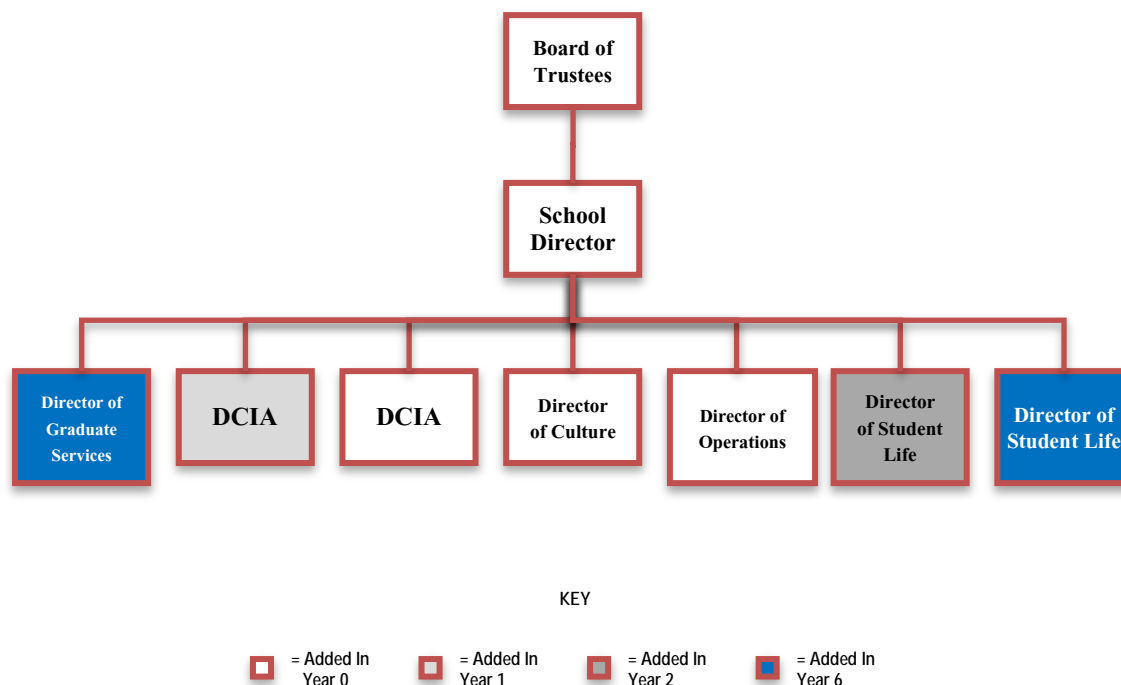 Board of
Trustees
School
Director
Director of
Graduate
Services
DCIA
DCIA
Director
of Culture
Director of
Operations
Director
of Student
Life
Director of
Student Life
KEY
= Added In
Year 0
= Added In
Year 1
= Added In
Year 2
= Added In
Year 6